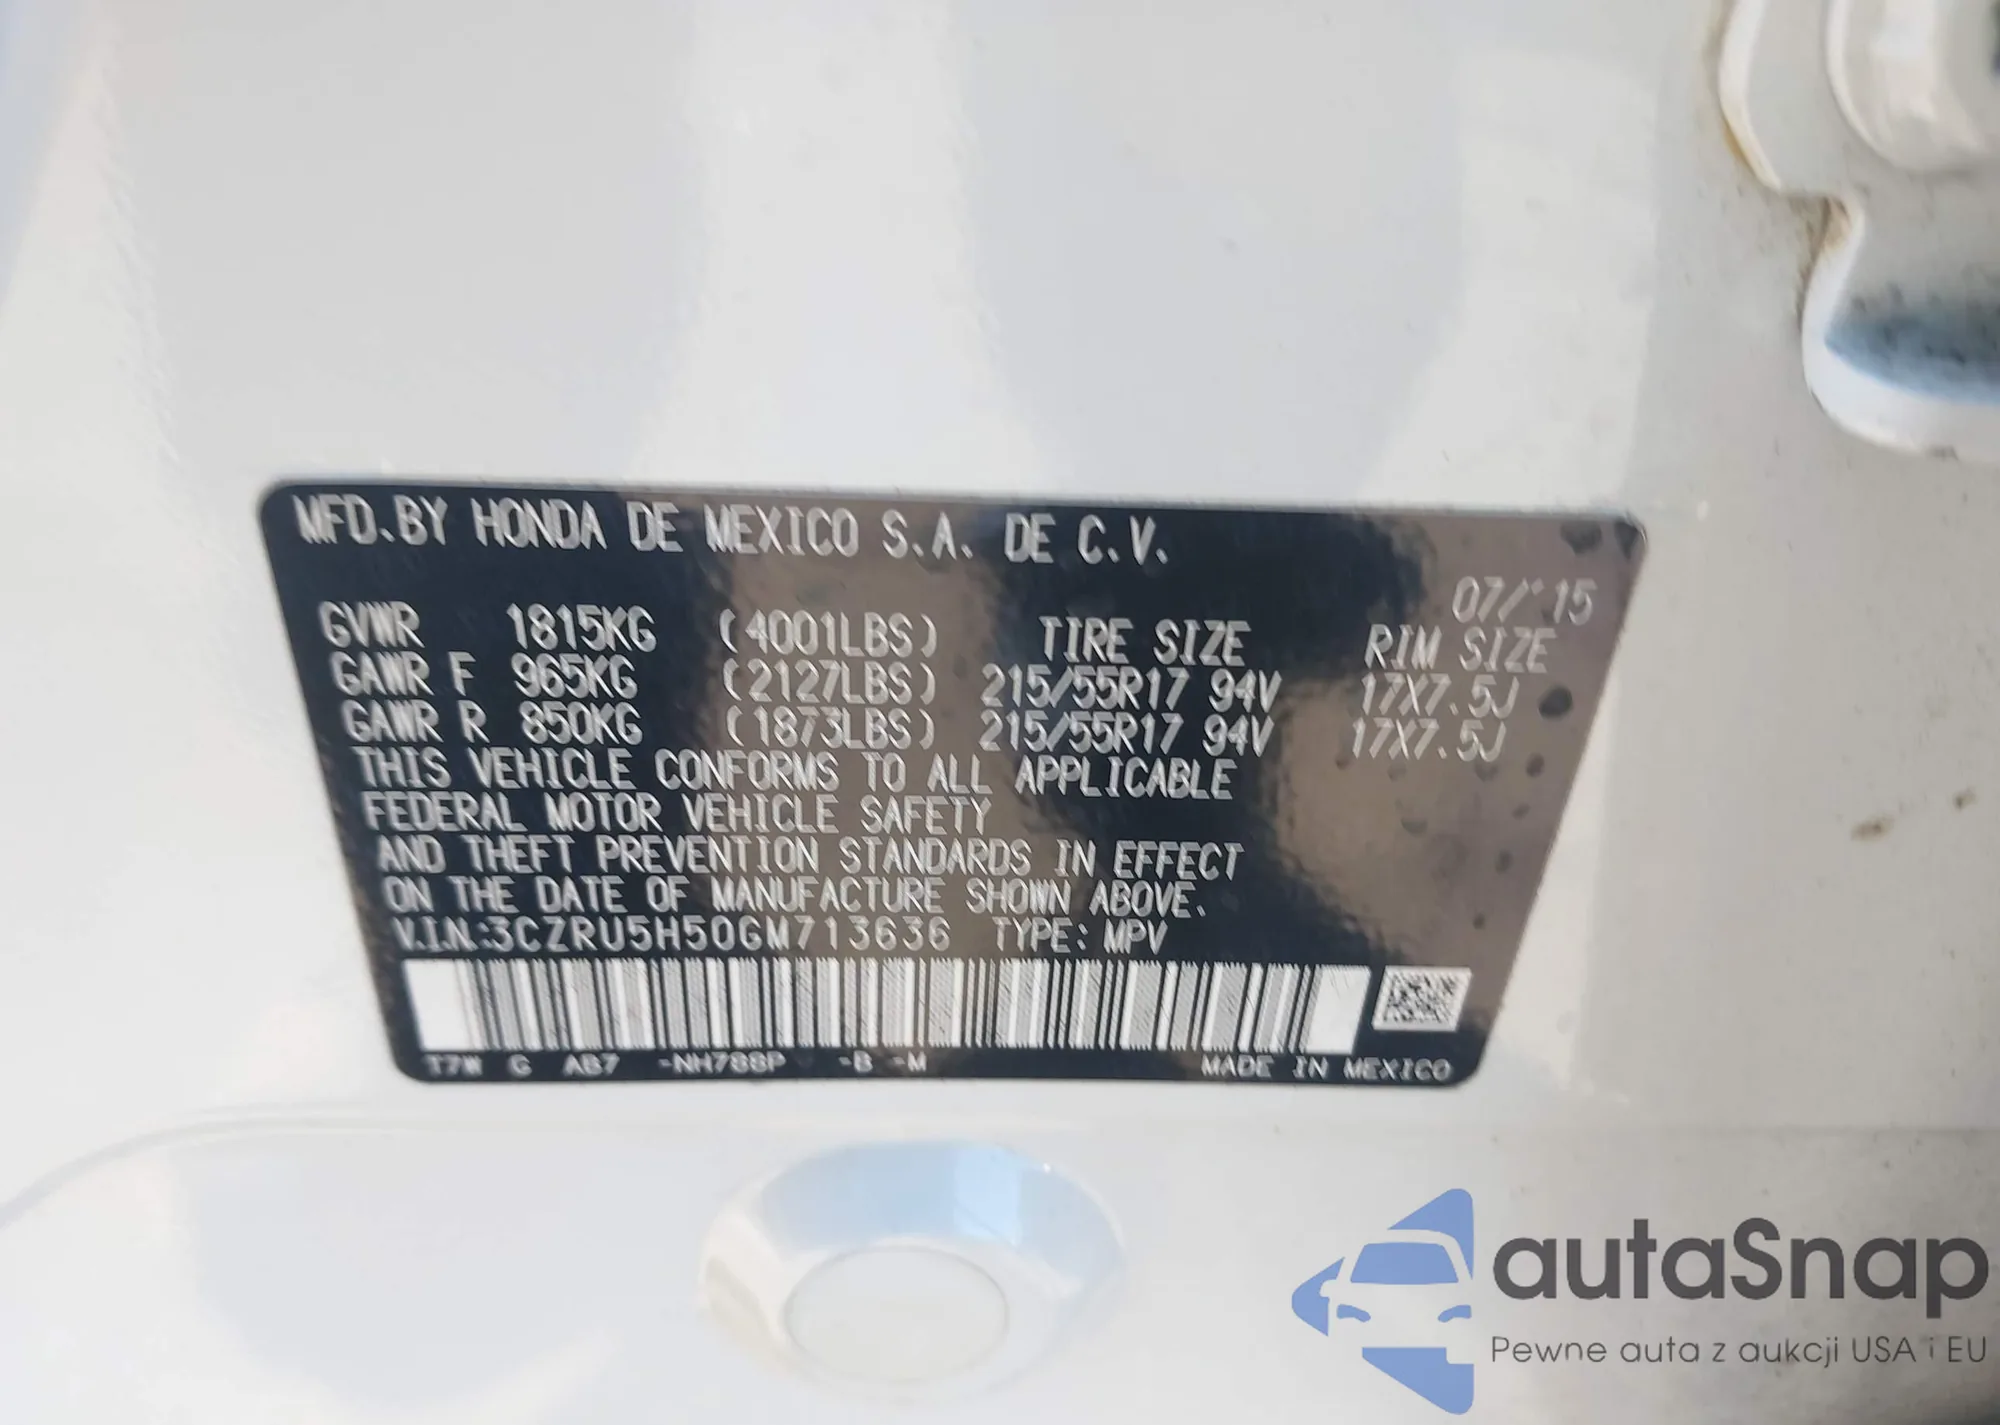 MFD.BY HONDA DE MEXICO S.A. DE C.V.
07/'15
GVWR 1815KG (4001LBS) TIRE SIZE RIM SIZE
GAWR F 965KG (2127LBS) 215/55R17 94V 17X7.5J
GAWR R 850KG (1873LBS) 215/55R17 94V 17X7.5J
THIS VEHICLE CONFORMS TO ALL APPLICABLE
FEDERAL MOTOR VEHICLE SAFETY
AND THEFT PREVENTION STANDARDS IN EFFECT
ON THE DATE OF MANUFACTURE SHOWN ABOVE.
V.I.N.:3CZRU5H50GM713636 TYPE: MPV
T7W G AB7 -NH788P -B -M MADE IN MEXICO
autaSnap
Pewne auta z aukcji USA i EU